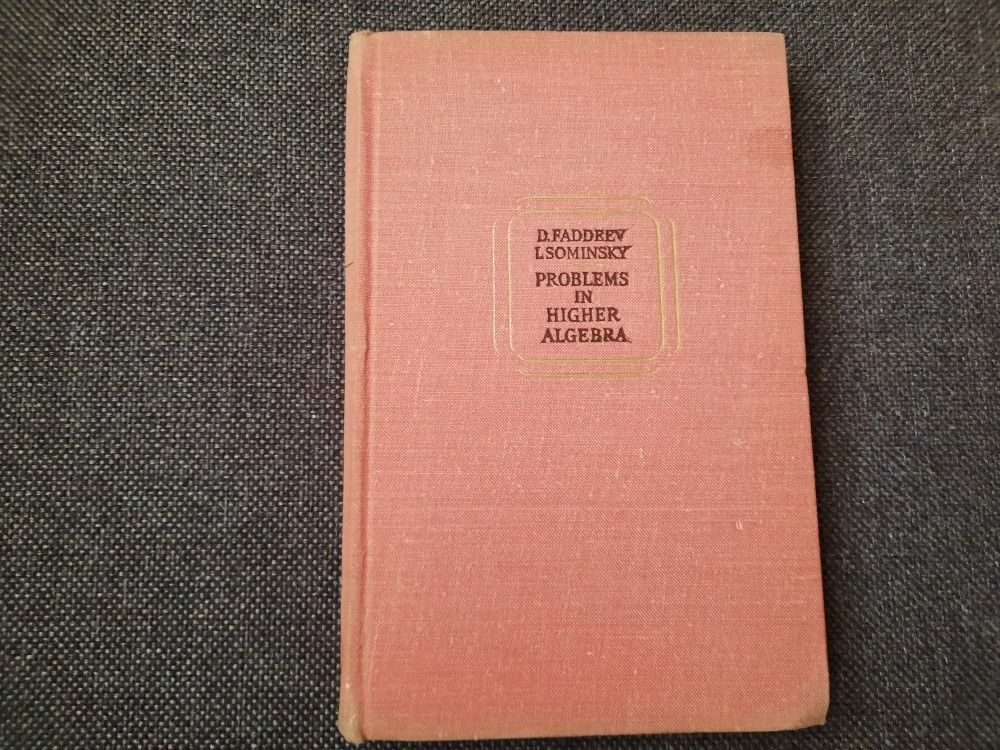 D. FADDEEV
I. SOMINSKY
PROBLEMS
IN
HIGHER
ALGEBRA